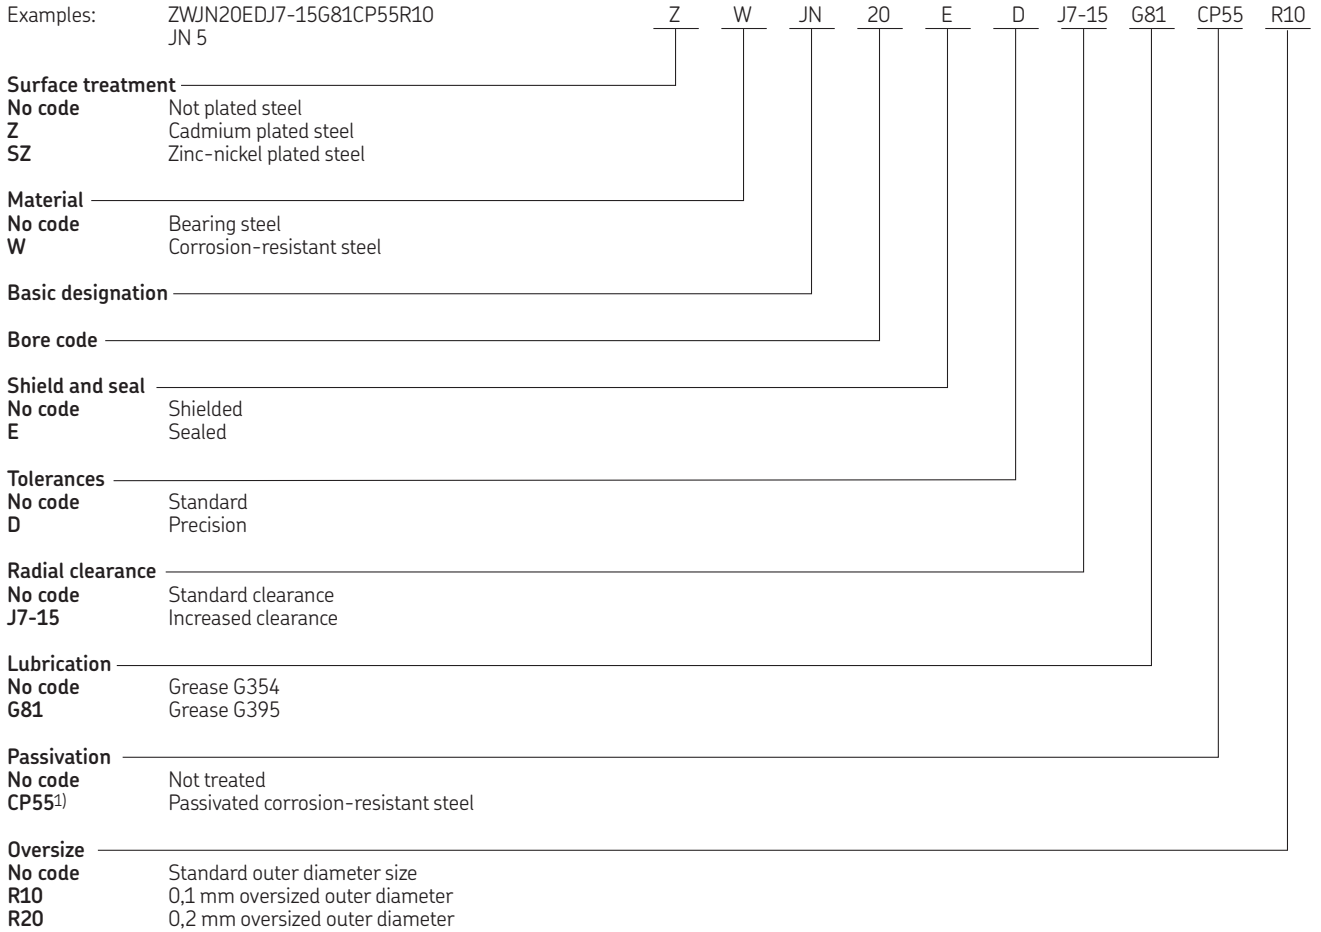 Examples: ZWJN20EDJ7-15G81CP55R10 Z W JN 20 E D J7-15 G81 CP55 R10
JN 5
Surface treatment
No code Not plated steel
Z Cadmium plated steel
SZ Zinc-nickel plated steel
Material
No code Bearing steel
W Corrosion-resistant steel
Basic designation
Bore code
Shield and seal
No code Shielded
E Sealed
Tolerances
No code Standard
D Precision
Radial clearance
No code Standard clearance
J7-15 Increased clearance
Lubrication
No code Grease G354
G81 Grease G395
Passivation
No code Not treated
CP551) Passivated corrosion-resistant steel
Oversize
No code Standard outer diameter size
R10 0,1 mm oversized outer diameter
R20 0,2 mm oversized outer diameter